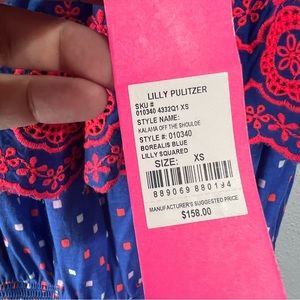 LILLY PULITZER
SKU #
010340 4332Q1 XS
STYLE NAME:
KALAMA OFF THE SHOULDE
STYLE #: 010340
BOREALIS BLUE
LILLY SQUARED
SIZE: XS
889069 880194
MANUFACTURER'S SUGGESTED PRICE
$158.00